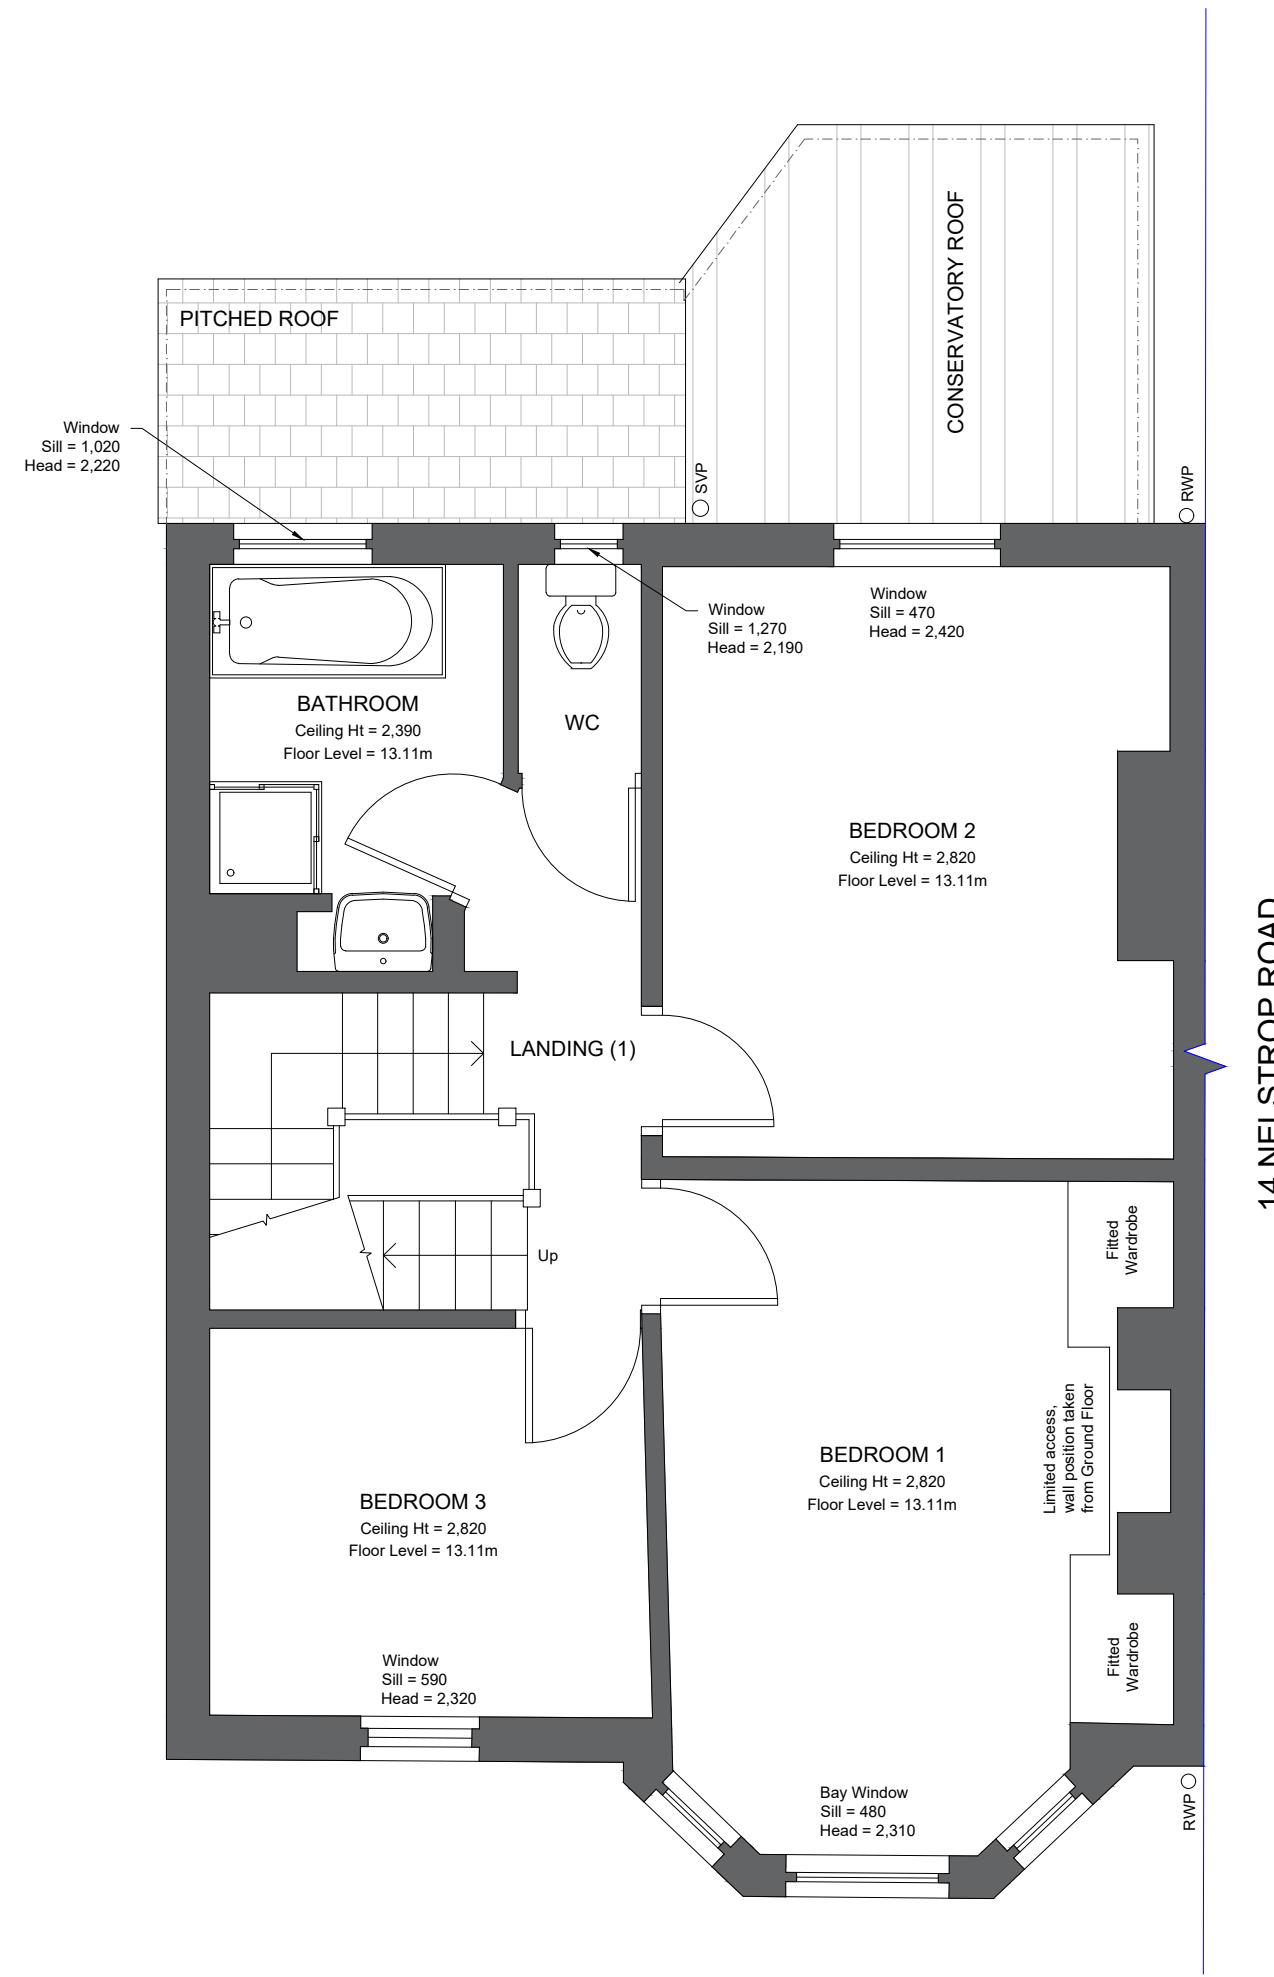 CONSERVATORY ROOF
PITCHED ROOF
Window
Sill = 1,020
Head = 2,220
SVP
RWP
Window
Sill = 1,270
Head = 2,190
Window
Sill = 470
Head = 2,420
BATHROOM
Ceiling Ht = 2,390
Floor Level = 13.11m
WC
BEDROOM 2
Ceiling Ht = 2,820
Floor Level = 13.11m
14 NELSTROP ROAD
LANDING (1)
Up
Fitted
Wardrobe
Limited access,
wall position taken
from Ground Floor
BEDROOM 1
Ceiling Ht = 2,820
Floor Level = 13.11m
BEDROOM 3
Ceiling Ht = 2,820
Floor Level = 13.11m
Fitted
Wardrobe
Window
Sill = 590
Head = 2,320
Bay Window
Sill = 480
Head = 2,310
RWP